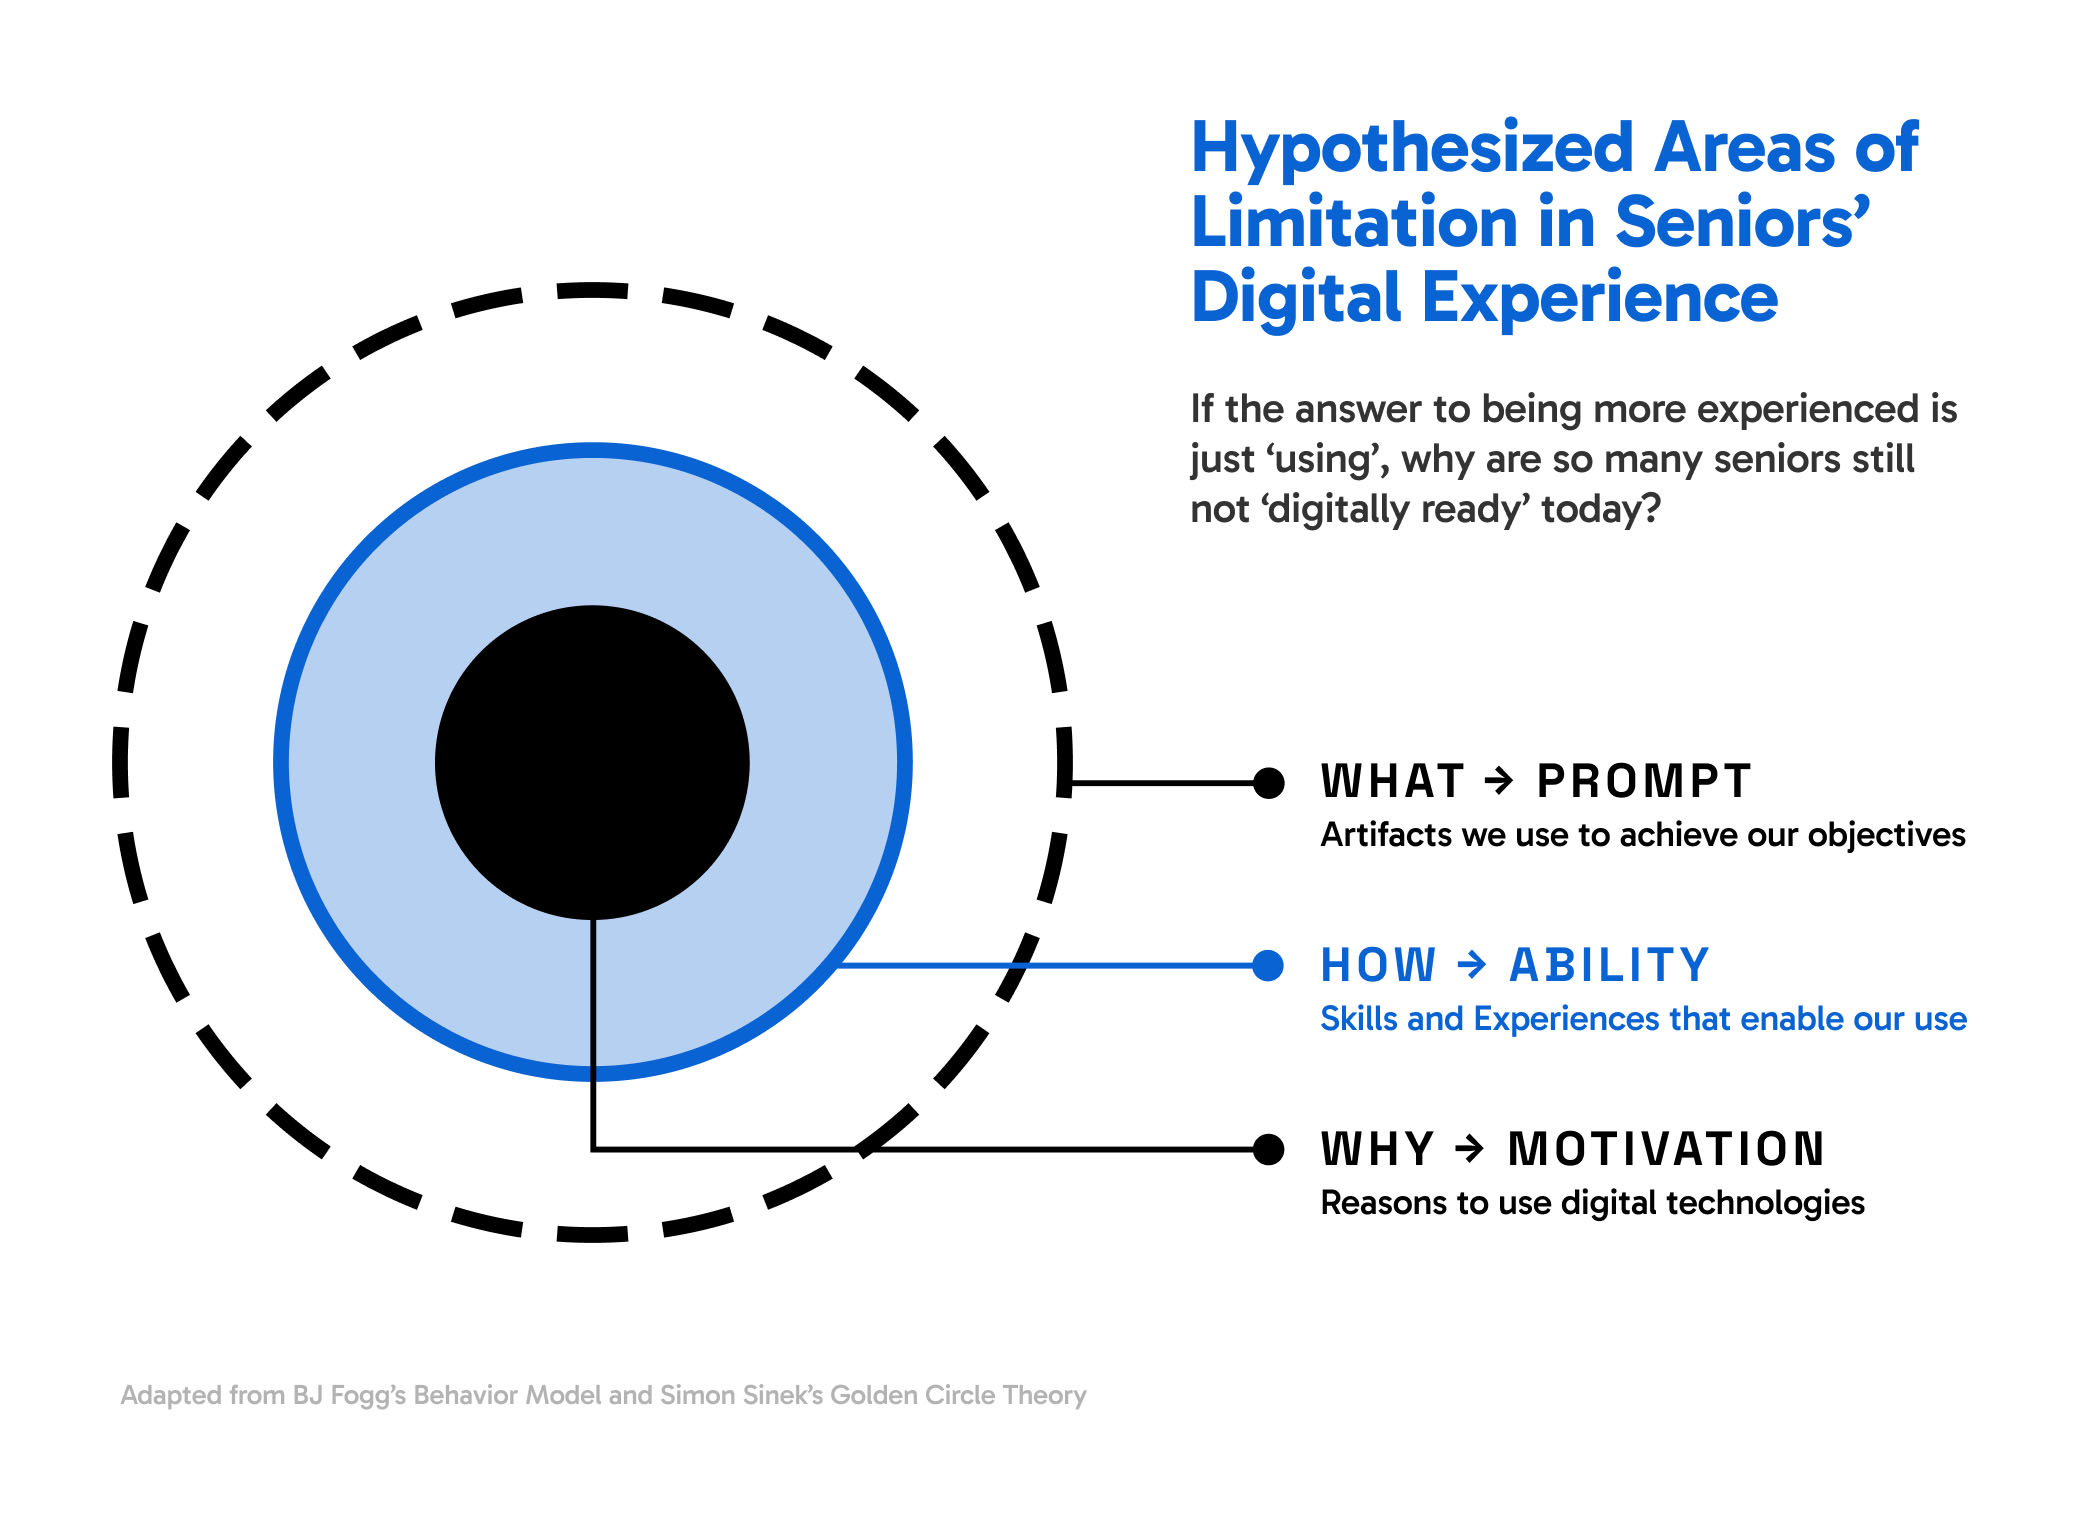 Hypothesized Areas of
Limitation in Seniors’
Digital Experience
If the answer to being more experienced is
just ‘using’, why are so many seniors still
not ‘digitally ready’ today?
WHAT → PROMPT
Artifacts we use to achieve our objectives
HOW → ABILITY
Skills and Experiences that enable our use
WHY → MOTIVATION
Reasons to use digital technologies
Adapted from BJ Fogg’s Behavior Model and Simon Sinek’s Golden Circle Theory